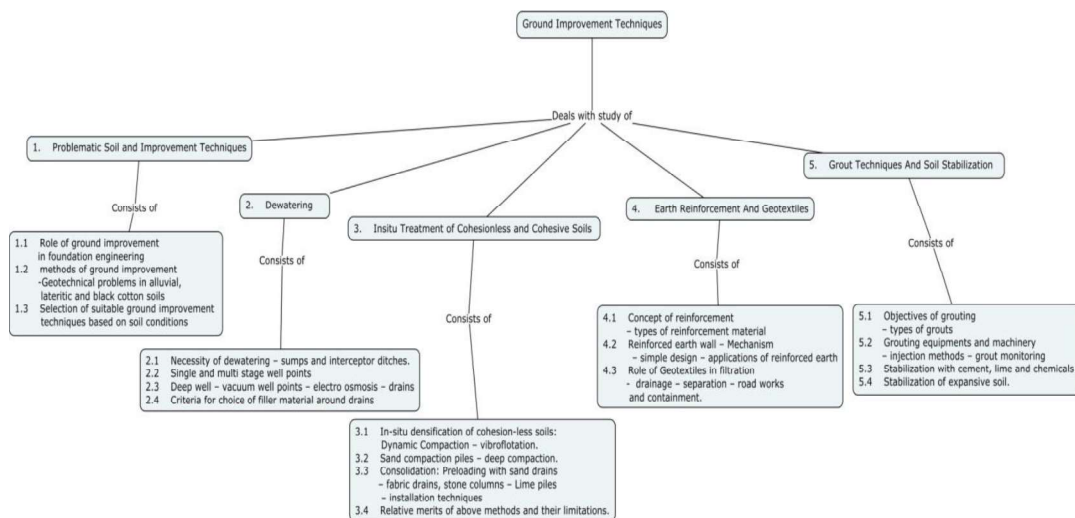 Ground Improvement Techniques
Deals with study of
1. Problematic Soil and Improvement Techniques
Consists of
1.1 Role of ground improvement
in foundation engineering
1.2 methods of ground improvement
-Geotechnical problems in alluvial,
lateritic and black cotton soils
1.3 Selection of suitable ground improvement
techniques based on soil conditions
2. Dewatering
Consists of
2.1 Necessity of dewatering – sumps and interceptor ditches.
2.2 Single and multi stage well points
2.3 Deep well – vacuum well points – electro osmosis – drains
2.4 Criteria for choice of filler material around drains
3. Insitu Treatment of Cohesionless and Cohesive Soils
Consists of
3.1 In-situ densification of cohesion-less soils:
Dynamic Compaction – vibroflotation.
3.2 Sand compaction piles – deep compaction.
3.3 Consolidation: Preloading with sand drains
– fabric drains, stone columns – Lime piles
– installation techniques
3.4 Relative merits of above methods and their limitations.
4. Earth Reinforcement And Geotextiles
Consists of
4.1 Concept of reinforcement
– types of reinforcement material
4.2 Reinforced earth wall – Mechanism
– simple design – applications of reinforced earth
4.3 Role of Geotextiles in filtration
- drainage – separation – road works
and containment.
5. Grout Techniques And Soil Stabilization
Consists of
5.1 Objectives of grouting
– types of grouts
5.2 Grouting equipments and machinery
– injection methods – grout monitoring
5.3 Stabilization with cement, lime and chemicals
5.4 Stabilization of expansive soil.